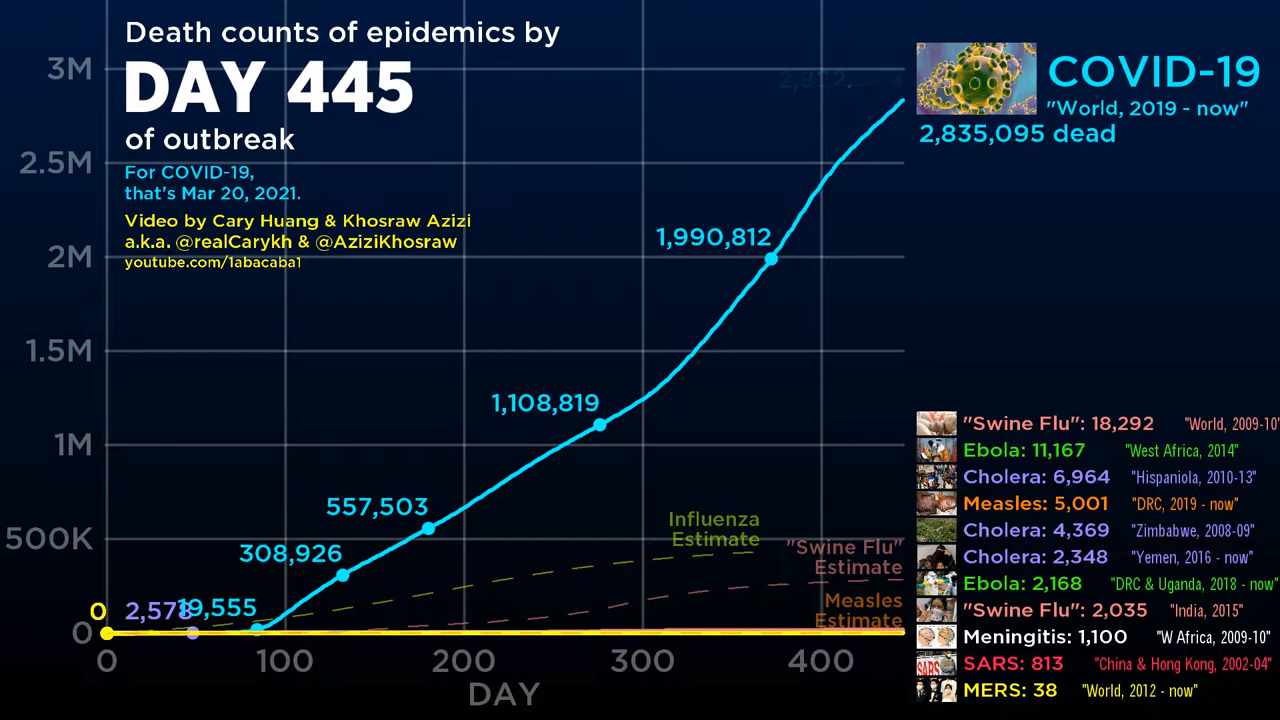 Death counts of epidemics by
DAY 445
of outbreak
For COVID-19,
that's Mar 20, 2021.
Video by Cary Huang & Khosraw Azizi
a.k.a. @realCarykh & @AziziKhosraw
youtube.com/1abacaba1
COVID-19
"World, 2019 - now"
2,835,095 dead
3M
2.5M
2M
1.5M
1M
500K
0
1,990,812
1,108,819
557,503
308,926
19,555
2,578
0
Influenza
Estimate
"Swine Flu"
Estimate
Measles
Estimate
"Swine Flu": 18,292 "World, 2009-10"
Ebola: 11,167 "West Africa, 2014"
Cholera: 6,964 "Hispaniola, 2010-13"
Measles: 5,001 "DRC, 2019 - now"
Cholera: 4,369 "Zimbabwe, 2008-09"
Cholera: 2,348 "Yemen, 2016 - now"
Ebola: 2,168 "DRC & Uganda, 2018 - now"
"Swine Flu": 2,035 "India, 2015"
Meningitis: 1,100 "W Africa, 2009-10"
SARS: 813 "China & Hong Kong, 2002-04"
MERS: 38 "World, 2012 - now"
SARS
0 100 200 300 400
DAY